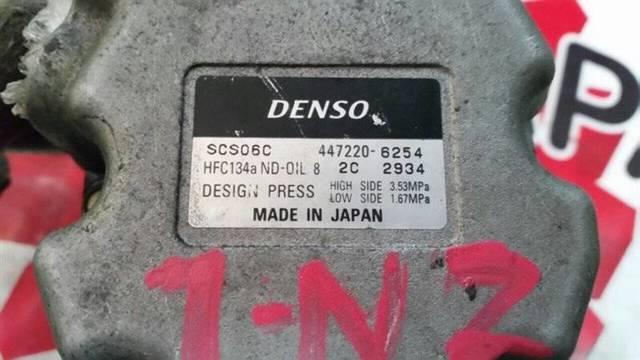 DENSO
SCS06C 447220-6254
HFC134a ND-OIL 8 2C 2934
DESIGN PRESS HIGH SIDE 3.53MPa
LOW SIDE 1.67MPa
MADE IN JAPAN
1-NZ